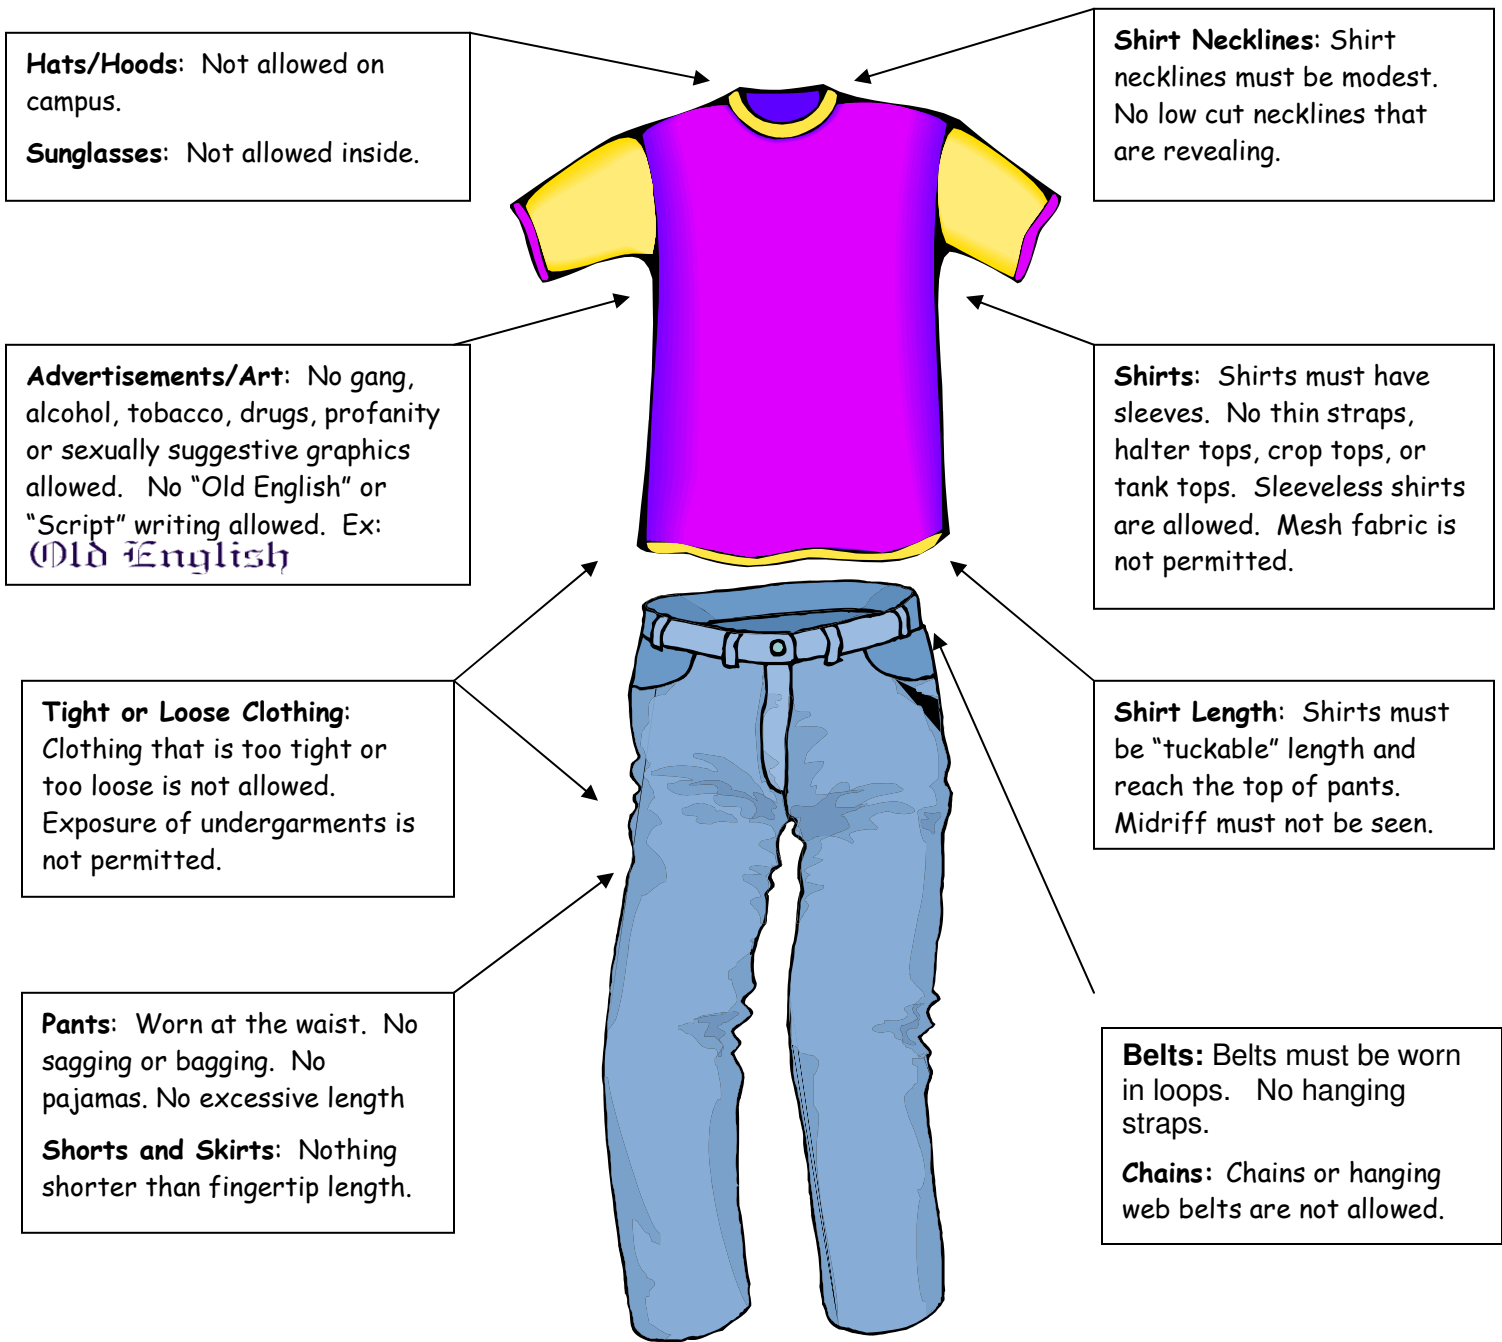 Hats/Hoods: Not allowed on
campus.
Sunglasses: Not allowed inside.
Shirt Necklines: Shirt
necklines must be modest.
No low cut necklines that
are revealing.
Advertisements/Art: No gang,
alcohol, tobacco, drugs, profanity
or sexually suggestive graphics
allowed. No “Old English” or
“Script” writing allowed. Ex:
Old English
Shirts: Shirts must have
sleeves. No thin straps,
halter tops, crop tops, or
tank tops. Sleeveless shirts
are allowed. Mesh fabric is
not permitted.
Tight or Loose Clothing:
Clothing that is too tight or
too loose is not allowed.
Exposure of undergarments is
not permitted.
Shirt Length: Shirts must
be “tuckable” length and
reach the top of pants.
Midriff must not be seen.
Pants: Worn at the waist. No
sagging or bagging. No
pajamas. No excessive length
Shorts and Skirts: Nothing
shorter than fingertip length.
Belts: Belts must be worn
in loops. No hanging
straps.
Chains: Chains or hanging
web belts are not allowed.